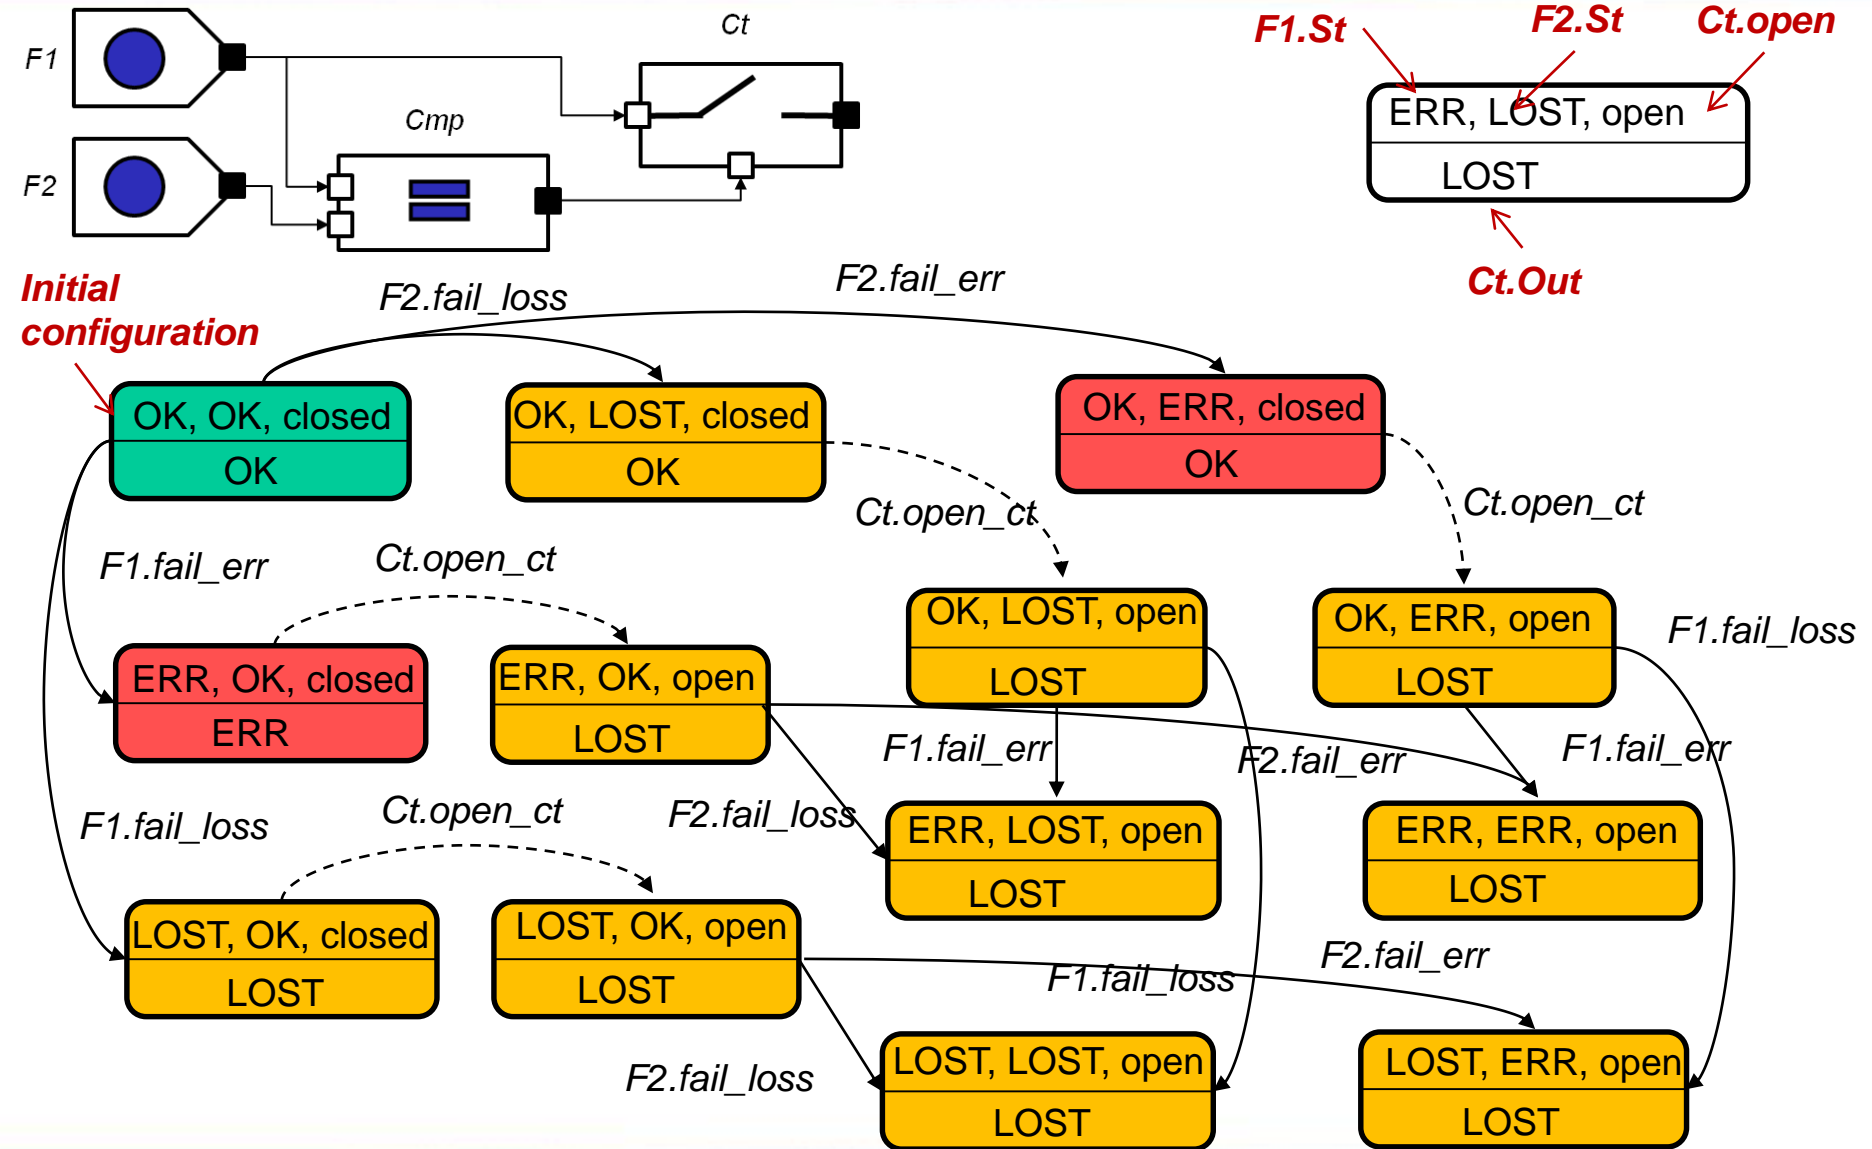 F1
Ct
F1.St
F2.St
Ct.open
Cmp
F2
ERR, LOST, open
LOST
Ct.Out
Initial
configuration
F2.fail_loss
F2.fail_err
OK, OK, closed
OK
OK, LOST, closed
OK
OK, ERR, closed
OK
Ct.open_ct
Ct.open_ct
F1.fail_err
Ct.open_ct
OK, LOST, open
LOST
OK, ERR, open
LOST
F1.fail_loss
ERR, OK, closed
ERR
ERR, OK, open
LOST
F1.fail_err
F2.fail_err
F1.fail_err
F1.fail_loss
Ct.open_ct
F2.fail_loss
ERR, LOST, open
LOST
ERR, ERR, open
LOST
LOST, OK, closed
LOST
LOST, OK, open
LOST
F1.fail_loss
F2.fail_err
F2.fail_loss
LOST, LOST, open
LOST
LOST, ERR, open
LOST